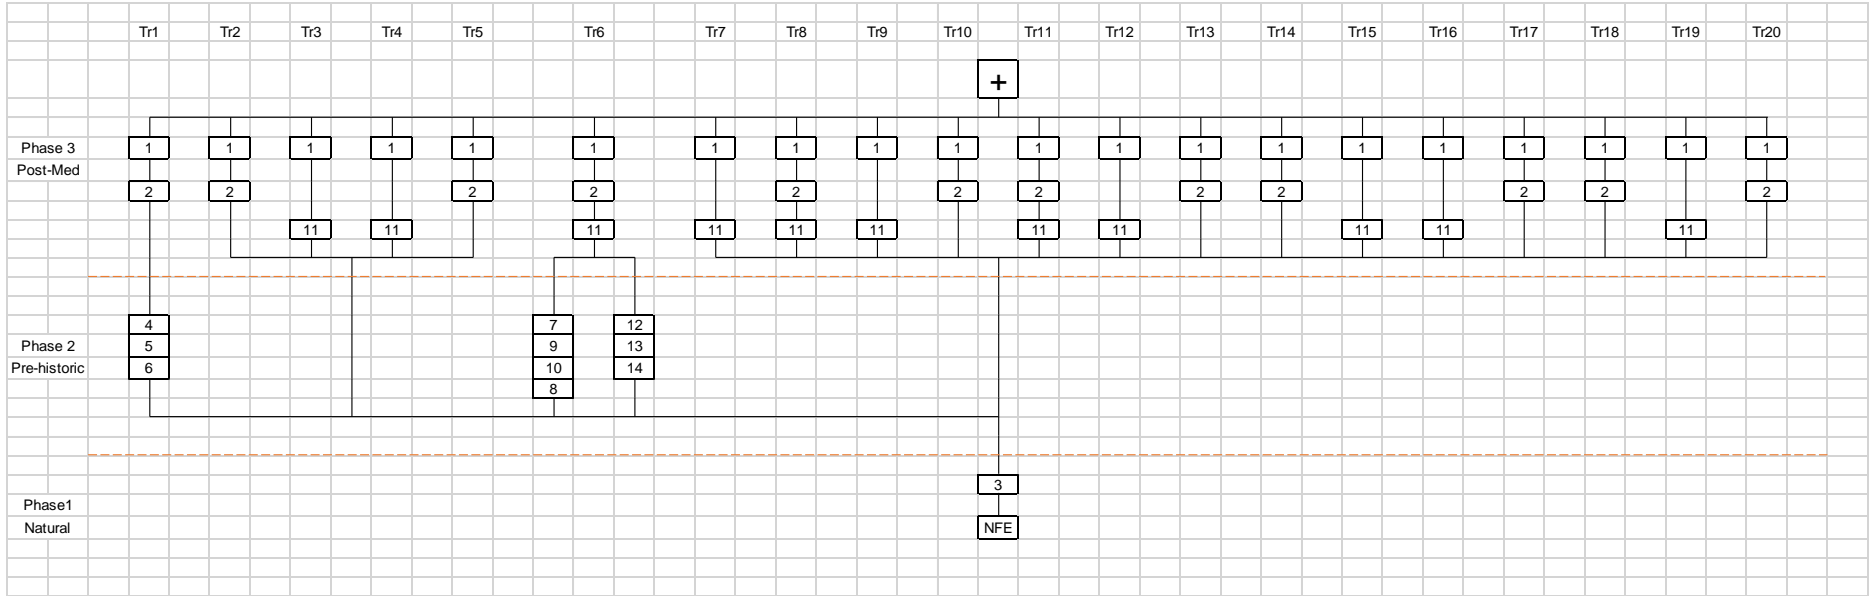 Tr1 Tr2 Tr3 Tr4 Tr5 Tr6 Tr7 Tr8 Tr9 Tr10 Tr11 Tr12 Tr13 Tr14 Tr15 Tr16 Tr17 Tr18 Tr19 Tr20
+
Phase 3 1 1 1 1 1 1 1 1 1 1 1 1 1 1 1 1 1 1 1 1
Post-Med
2 2 2 2 2 2 2 2 2 2 2 2
11 11 11 11 11 11 11 11 11 11 11
4 7 12
Phase 2 5 9 13
Pre-historic 6 10 14
8
3
Phase1
Natural NFE